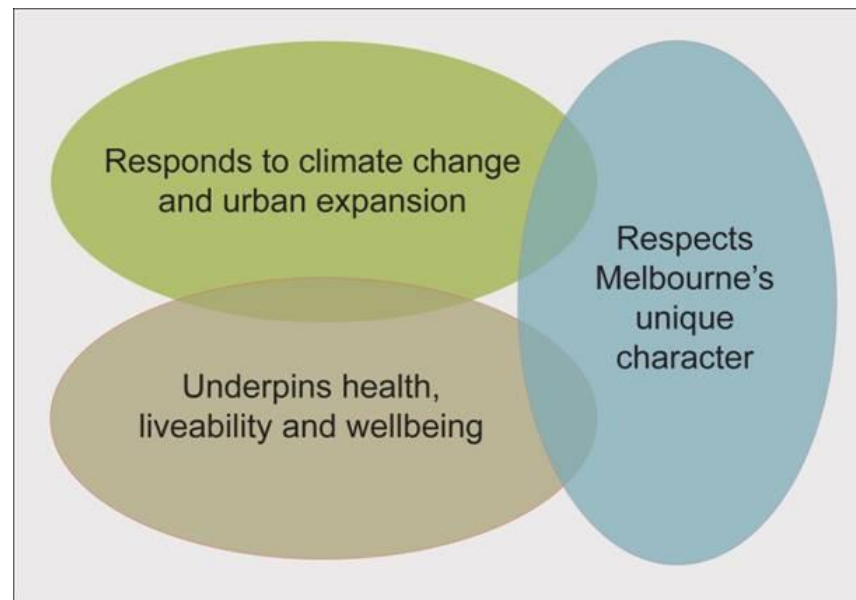 Responds to climate change
and urban expansion
Respects
Melbourne’s
unique
character
Underpins health,
liveability and wellbeing